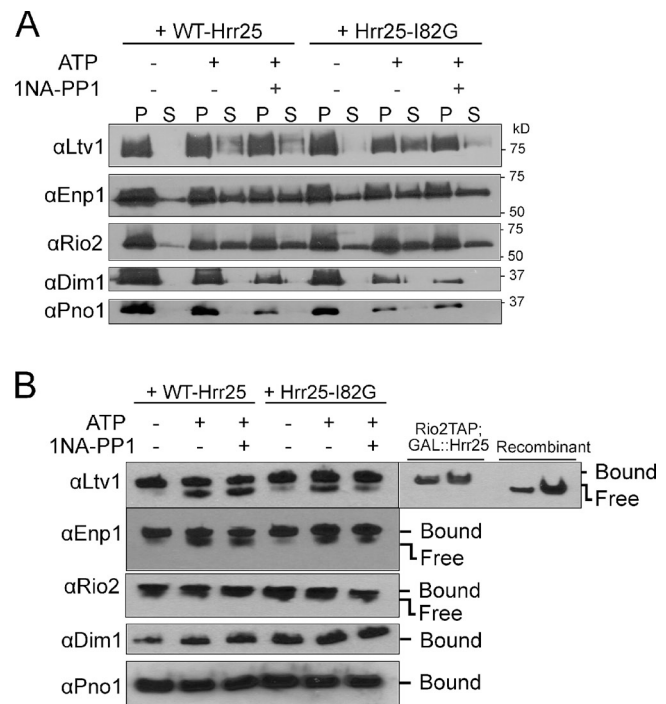 A
+ WT-Hrr25 + Hrr25-I82G
ATP - + + - + +
1NA-PP1 - - + - - +
P S P S P S P S P S P S
kD
αLtv1 - 75
αEnp1 75 - 50
αRio2 - 75 - 50
αDim1 - 37
αPno1 - 37
B
+ WT-Hrr25 + Hrr25-I82G
ATP - + + - + +
1NA-PP1 - - + - - +
Rio2TAP;
GAL::Hrr25 Recombinant
αLtv1 Bound
Free
αEnp1 Bound
Free
αRio2 Bound
Free
αDim1 Bound
αPno1 Bound